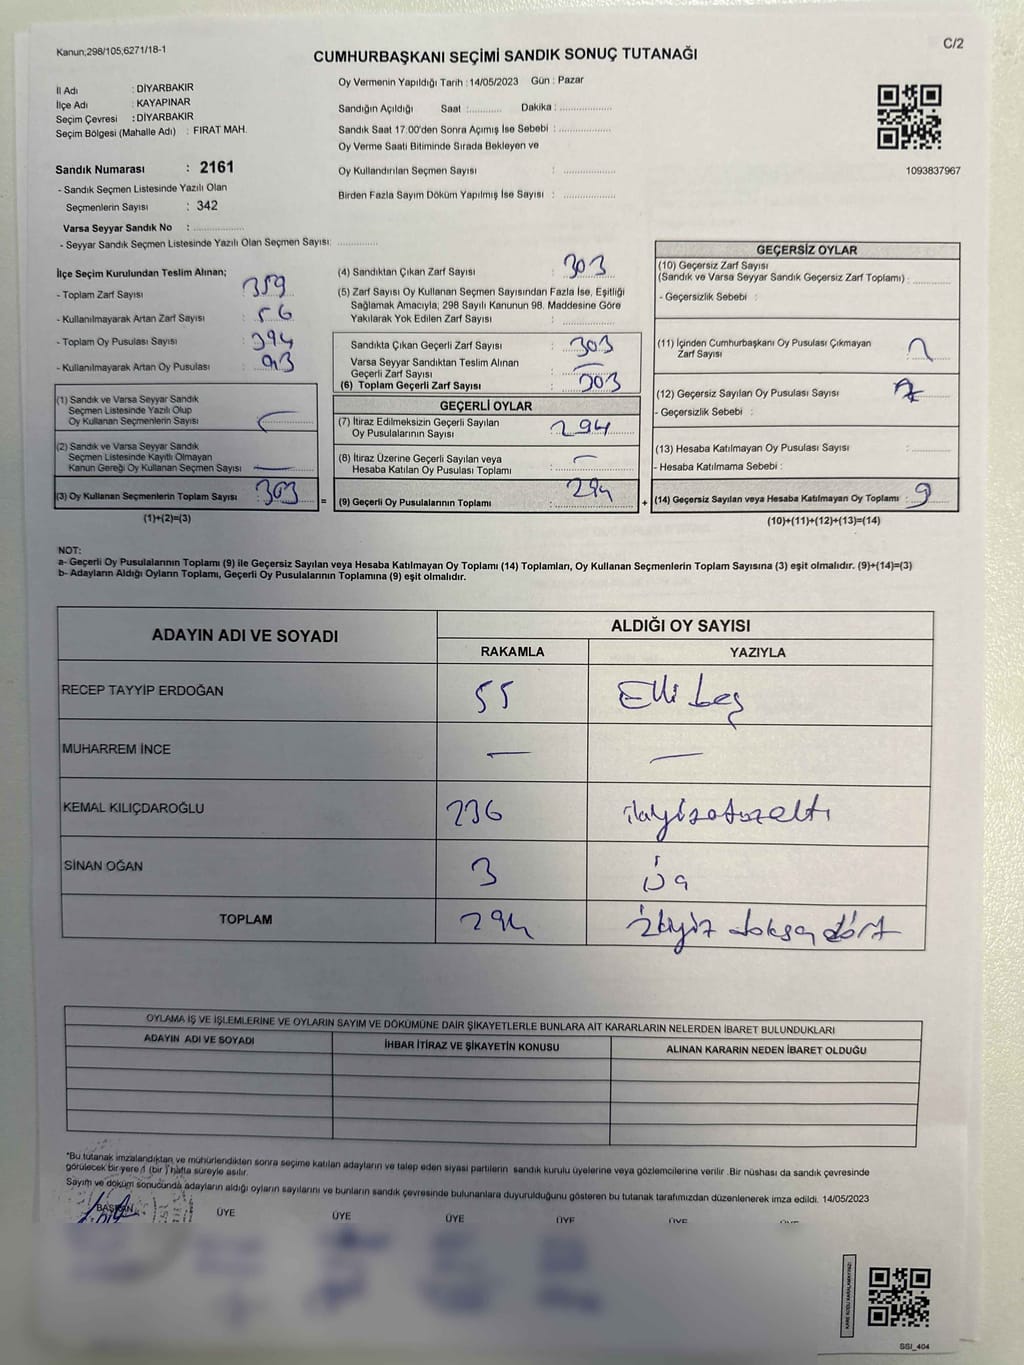 Kanun;298/105,6271/18-1
C/2
CUMHURBAŞKANI SEÇİMİ SANDIK SONUÇ TUTANAĞI
İl Adı : DİYARBAKIR
İlçe Adı : KAYAPINAR
Seçim Çevresi : DİYARBAKIR
Seçim Bölgesi (Mahalle Adı) : FIRAT MAH.
Oy Vermenin Yapıldığı Tarih : 14/05/2023 Gün : Pazar
Sandığın Açıldığı Saat :.......... Dakika :...............
Sandık Saat 17:00'den Sonra Açımış İse Sebebi :...............
Oy Verme Saati Bitiminde Sırada Bekleyen ve
Oy Kullandırılan Seçmen Sayısı : ...............
Birden Fazla Sayım Döküm Yapılmış İse Sayısı : ...............
1093837967
Sandık Numarası : 2161
- Sandık Seçmen Listesinde Yazılı Olan
Seçmenlerin Sayısı : 342
Varsa Seyyar Sandık No : ...............
- Seyyar Sandık Seçmen Listesinde Yazılı Olan Seçmen Sayısı: ............
İlçe Seçim Kurulundan Teslim Alınan;
- Toplam Zarf Sayısı : 359
- Kullanılmayarak Artan Zarf Sayısı : 56
- Toplam Oy Pusulası Sayısı : 394
- Kullanılmayarak Artan Oy Pusulası :
(1) Sandık ve Varsa Seyyar Sandık
Seçmen Listesinde Yazılı Olup
Oy Kullanan Seçmenlerin Sayısı :
(2) Sandık ve Varsa Seyyar Sandık
Seçmen Listesinde Kayıtlı Olmayan
Kanun Gereği Oy Kullanan Seçmen Sayısı : —
(3) Oy Kullanan Seçmenlerin Toplam Sayısı : 303
(1)+(2)=(3)
(4) Sandıktan Çıkan Zarf Sayısı : 303
(5) Zarf Sayısı Oy Kullanan Seçmen Sayısından Fazla İse, Eşitliği
Sağlamak Amacıyla, 298 Sayılı Kanunun 98. Maddesine Göre
Yakılarak Yok Edilen Zarf Sayısı : ...............
Sandıkta Çıkan Geçerli Zarf Sayısı : 303
Varsa Seyyar Sandıktan Teslim Alınan
Geçerli Zarf Sayısı : —
(6) Toplam Geçerli Zarf Sayısı : 303
GEÇERLİ OYLAR
(7) İtiraz Edilmeksizin Geçerli Sayılan
Oy Pusulalarının Sayısı : 294
(8) İtiraz Üzerine Geçerli Sayılan veya
Hesaba Katılan Oy Pusulası Toplamı : —
= (9) Geçerli Oy Pusulalarının Toplamı : 294
GEÇERSİZ OYLAR
(10) Geçersiz Zarf Sayısı
(Sandık ve Varsa Seyyar Sandık Geçersiz Zarf Toplamı) : ............
- Geçersizlik Sebebi :
(11) İçinden Cumhurbaşkanı Oy Pusulası Çıkmayan
Zarf Sayısı :
(12) Geçersiz Sayılan Oy Pusulası Sayısı :
- Geçersizlik Sebebi :
(13) Hesaba Katılmayan Oy Pusulası Sayısı : ............
- Hesaba Katılmama Sebebi :
+ (14) Geçersiz Sayılan veya Hesaba Katılmayan Oy Toplamı : 9
(10)+(11)+(12)+(13)=(14)
NOT:
a- Geçerli Oy Pusulalarının Toplamı (9) ile Geçersiz Sayılan veya Hesaba Katılmayan Oy Toplamı (14) Toplamları, Oy Kullanan Seçmenlerin Toplam Sayısına (3) eşit olmalıdır. (9)+(14)=(3)
b- Adayların Aldığı Oyların Toplamı, Geçerli Oy Pusulalarının Toplamına (9) eşit olmalıdır.
ADAYIN ADI VE SOYADI
ALDIĞI OY SAYISI
RAKAMLA YAZIYLA
RECEP TAYYİP ERDOĞAN 55 Elli beş
MUHARREM İNCE — —
KEMAL KILIÇDAROĞLU 236 ikiyüzotuzaltı
SİNAN OĞAN 3 Üç
TOPLAM 294 ikiyüz doksan dört
OYLAMA İŞ VE İŞLEMLERİNE VE OYLARIN SAYIM VE DÖKÜMÜNE DAİR ŞİKAYETLERLE BUNLARA AİT KARARLARIN NELERDEN İBARET BULUNDUKLARI
ADAYIN ADI VE SOYADI İHBAR İTİRAZ VE ŞİKAYETİN KONUSU ALINAN KARARIN NEDEN İBARET OLDUĞU
*Bu tutanak imzalandıktan ve mühürlendikten sonra seçime katılan adayların ve talep eden siyasi partilerin sandık kurulu üyelerine veya gözlemcilerine verilir .Bir nüshası da sandık çevresinde
görülecek bir yere 1 (bir ) hafta süreyle asılır.
Sayım ve döküm sonucunda adayların aldığı oyların sayılarını ve bunların sandık çevresinde bulunanlara duyurulduğunu gösteren bu tutanak tarafımızdan düzenlenerek imza edildi. 14/05/2023
BAŞKAN ÜYE ÜYE ÜYE ÜYE ÜYE ÜYE
SSI_404